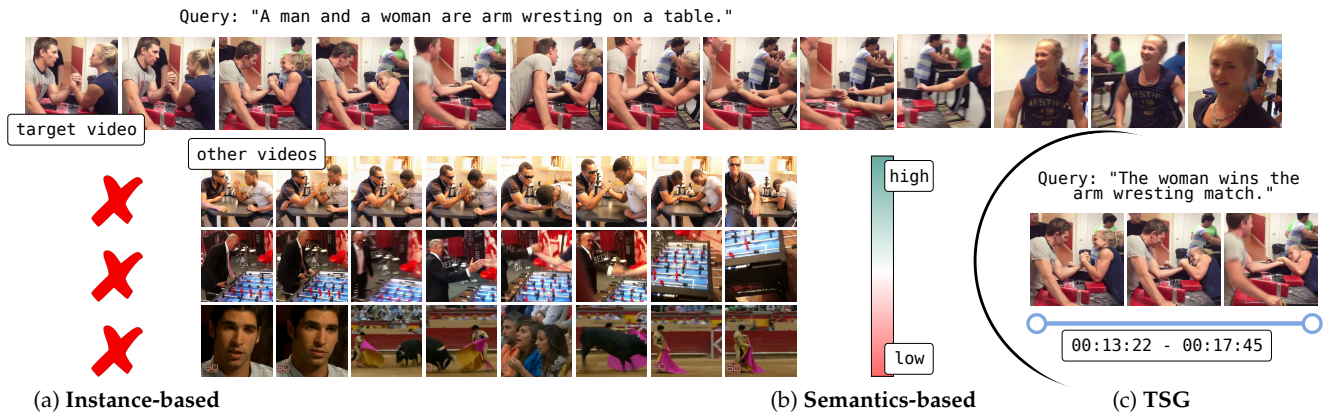 Query: "A man and a woman are arm wresting on a table."
target video
other videos
high
low
Query: "The woman wins the
arm wresting match."
00:13:22 - 00:17:45
(a) Instance-based
(b) Semantics-based
(c) TSG